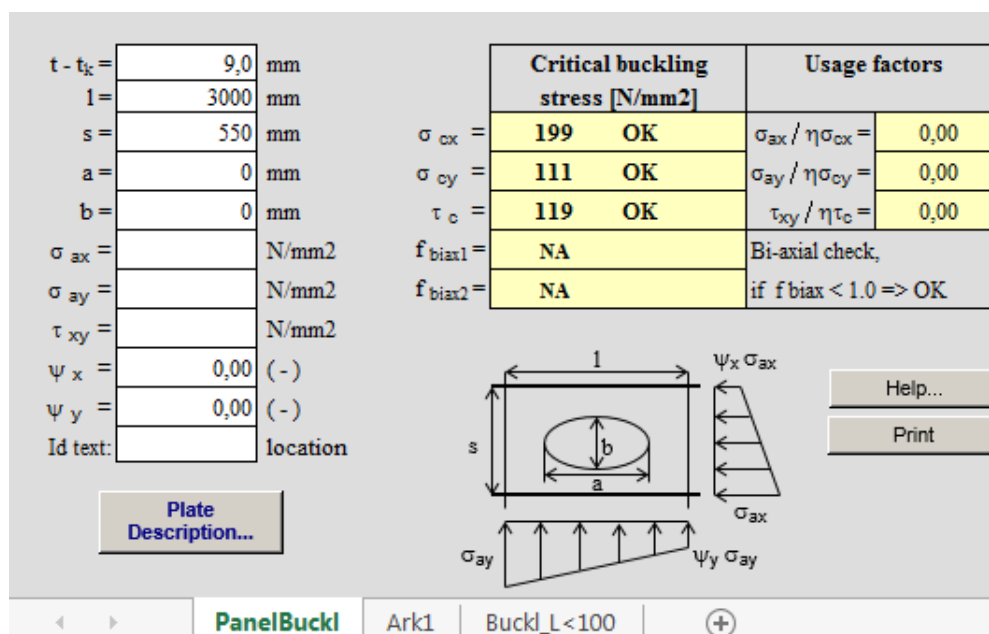 t - tk = 9,0 mm
l = 3000 mm
s = 550 mm
a = 0 mm
b = 0 mm
σ ax = N/mm2
σ ay = N/mm2
τ xy = N/mm2
ψ x = 0,00 (-)
ψ y = 0,00 (-)
Id text: location
Plate
Description...
Critical buckling
stress [N/mm2]
Usage factors
σ cx = 199 OK σax / ησcx = 0,00
σ cy = 111 OK σay / ησcy = 0,00
τ c = 119 OK τxy / ητc = 0,00
f biax1 = NA Bi-axial check,
f biax2 = NA if f biax < 1.0 => OK
l
ψx σax
s
b
a
σax
σay
ψy σay
Help...
Print
PanelBuckl Ark1 Buckl_L<100